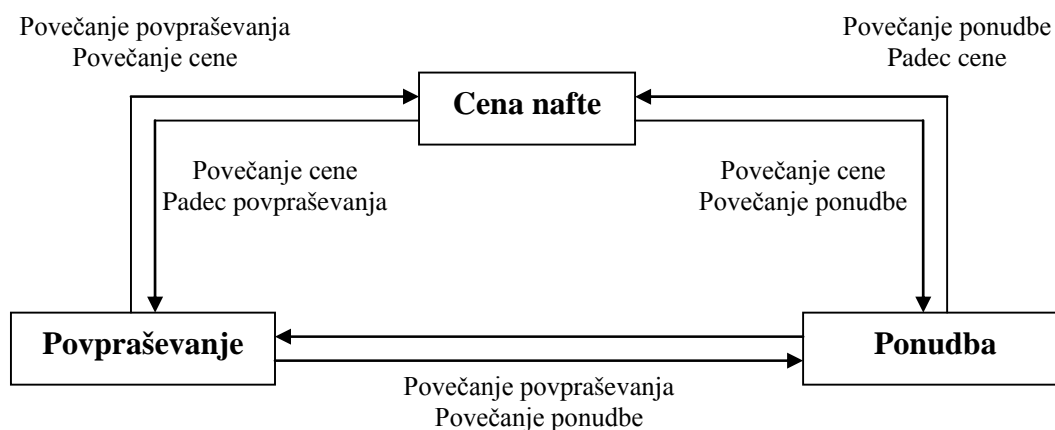 Povečanje povpraševanja
Povečanje cene
Povečanje ponudbe
Padec cene
Cena nafte
Povečanje cene
Padec povpraševanja
Povečanje cene
Povečanje ponudbe
Povpraševanje
Ponudba
Povečanje povpraševanja
Povečanje ponudbe